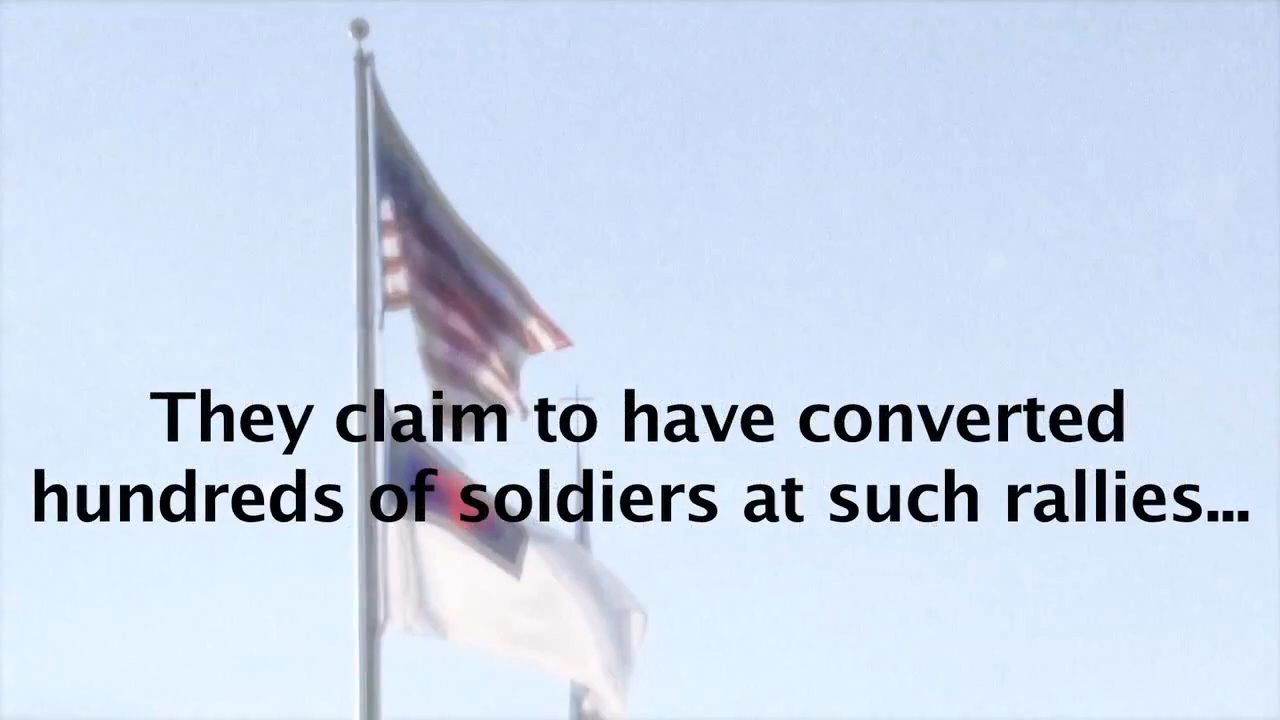 They claim to have converted
hundreds of soldiers at such rallies...